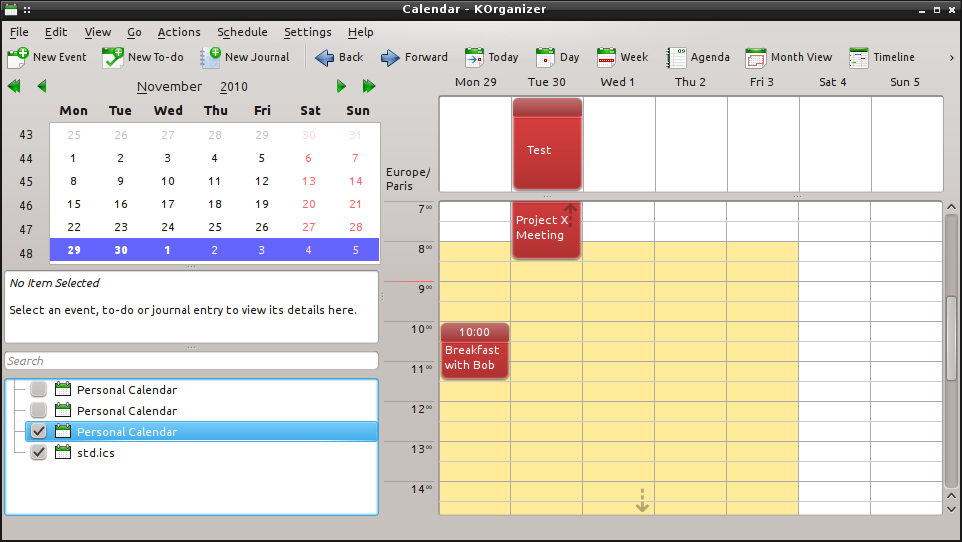 Calendar - KOrganizer
File Edit View Go Actions Schedule Settings Help
New Event New To-do New Journal Back Forward Today Day Week Agenda Month View Timeline
November 2010
Mon Tue Wed Thu Fri Sat Sun
43 25 26 27 28 29 30 31
44 1 2 3 4 5 6 7
45 8 9 10 11 12 13 14
46 15 16 17 18 19 20 21
47 22 23 24 25 26 27 28
48 29 30 1 2 3 4 5
No Item Selected
Select an event, to-do or journal entry to view its details here.
Search
Personal Calendar
Personal Calendar
Personal Calendar
std.ics
Mon 29 Tue 30 Wed 1 Thu 2 Fri 3 Sat 4 Sun 5
Test
Europe/
Paris
7 00
Project X
Meeting
8 00
9 00
10 00
10:00
Breakfast
with Bob
11 00
12 00
13 00
14 00